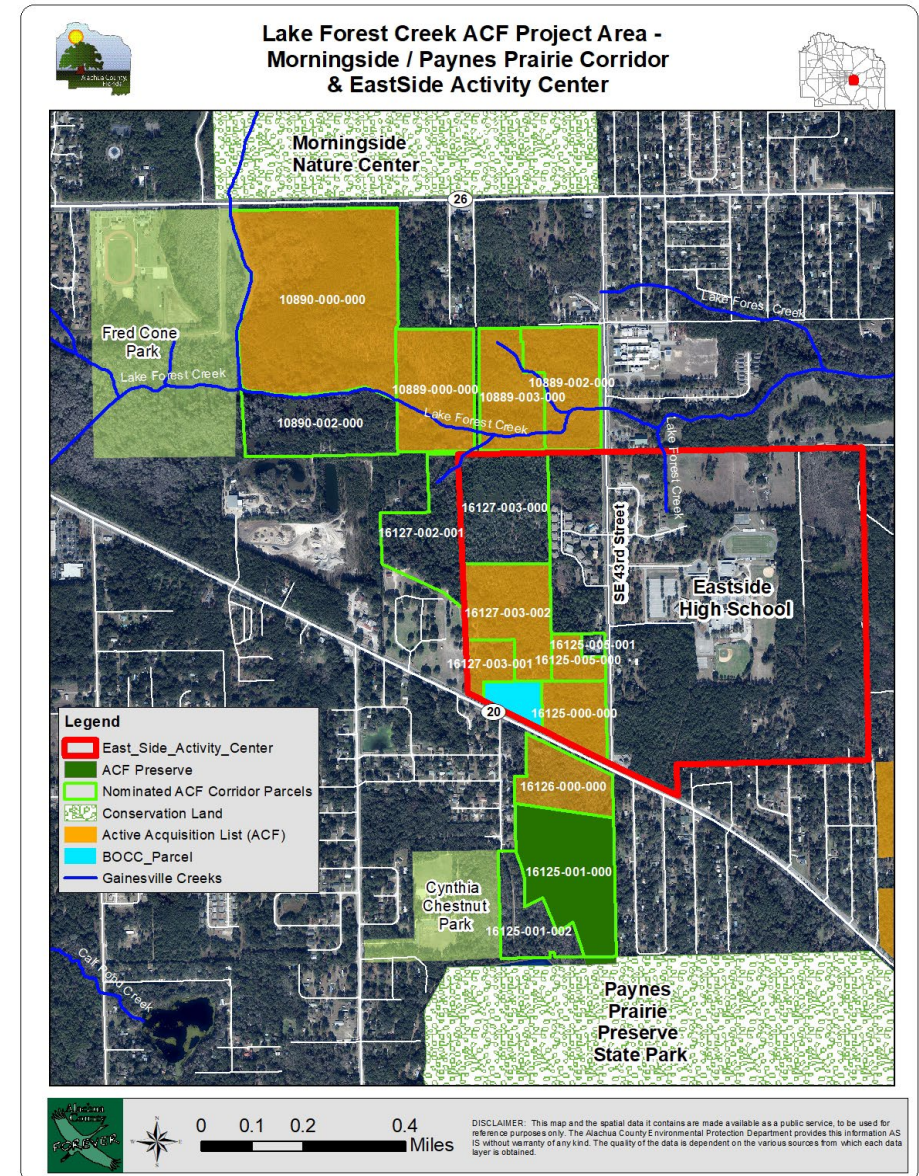 Lake Forest Creek ACF Project Area -
Morningside / Paynes Prairie Corridor
& EastSide Activity Center
Alachua County
Florida
Morningside
Nature Center
26
10890-000-000
Fred Cone
Park
Lake Forest Creek
Lake Forest Creek
10889-000-000
10889-002-000
10889-003-000
Lake Forest Creek
10890-002-000
Lake Forest Creek
16127-003-000
16127-002-001
SE 43rd Street
Eastside
High School
16127-003-002
16125-005-001
16127-003-001
16125-005-000
20
16125-000-000
16126-000-000
16125-001-000
Cynthia
Chestnut
Park
16125-001-002
Calf Pond Creek
Paynes
Prairie
Preserve
State Park
Legend
East_Side_Activity_Center
ACF Preserve
Nominated ACF Corridor Parcels
Conservation Land
Active Acquisition List (ACF)
BOCC_Parcel
Gainesville Creeks
Alachua
County
FOREVER
N
W
E
S
0 0.1 0.2 0.4
Miles
DISCLAIMER: This map and the spatial data it contains are made available as a public service, to be used for
reference purposes only. The Alachua County Environmental Protection Department provides this information AS
IS without warranty of any kind. The quality of the data is dependent on the various sources from which each data
layer is obtained.